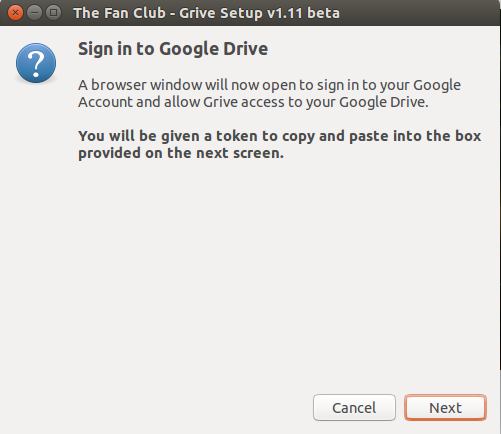 The Fan Club - Grive Setup v1.11 beta
Sign in to Google Drive
A browser window will now open to sign in to your Google
Account and allow Grive access to your Google Drive.
You will be given a token to copy and paste into the box
provided on the next screen.
Cancel
Next